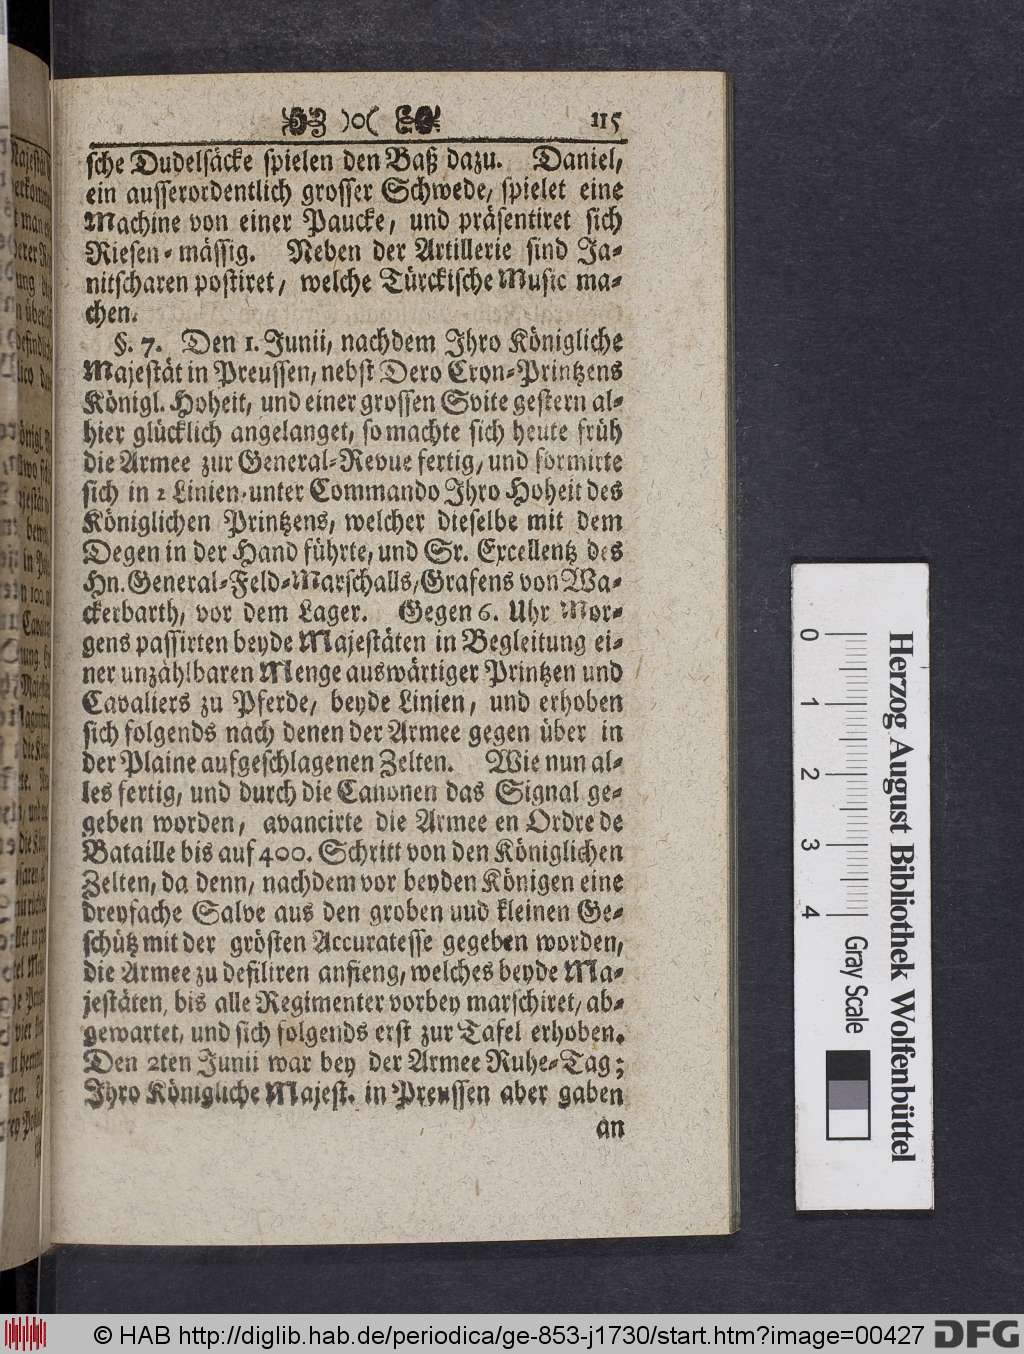 )o( 115
sche Dudelsäcke spielen den Baß dazu. Daniel,
ein ausserordentlich grosser Schwede, spielet eine
Machine von einer Paucke, und präsentiret sich
Riesen-mässig. Neben der Artillerie sind Ja-
nitscharen postiret, welche Türckische Music ma-
chen.
§. 7. Den 1. Junii, nachdem Ihro Königliche
Majestät in Preussen, nebst Dero Cron-Printzens
Königl. Hoheit, und einer grossen Svite gestern al-
hier glücklich angelanget, so machte sich heute früh
die Armee zur General-Revue fertig, und formirte
sich in 2 Linien unter Commando Ihro Hoheit des
Königlichen Printzens, welcher dieselbe mit dem
Degen in der Hand führte, und Sr. Excellentz des
Hn. General-Feld-Marschalls, Grafens von Wa-
ckerbarth, vor dem Lager. Gegen 6. Uhr Mor-
gens passirten beyde Majestäten in Begleitung ei-
ner unzählbaren Menge auswärtiger Printzen und
Cavaliers zu Pferde, beyde Linien, und erhoben
sich folgends nach denen der Armee gegen über in
der Plaine aufgeschlagenen Zelten. Wie nun al-
les fertig, und durch die Canonen das Signal ge-
geben worden, avancirte die Armee en Ordre de
Bataille bis auf 400. Schritt von den Königlichen
Zelten, da denn, nachdem vor beyden Königen eine
dreyfache Salve aus den groben uud kleinen Ge-
schütz mit der grösten Accuratesse gegeben worden,
die Armee zu defiliren anfieng, welches beyde Ma-
jestäten, bis alle Regimenter vorbey marschiret, ab-
gewartet, und sich folgends erst zur Tafel erhoben.
Den 2ten Junii war bey der Armee Ruhe-Tag;
Ihro Königliche Majest. in Preussen aber gaben
an
0 1 2 3 4
Gray Scale
Herzog August Bibliothek Wolfenbüttel
© HAB http://diglib.hab.de/periodica/ge-853-j1730/start.htm?image=00427 DFG